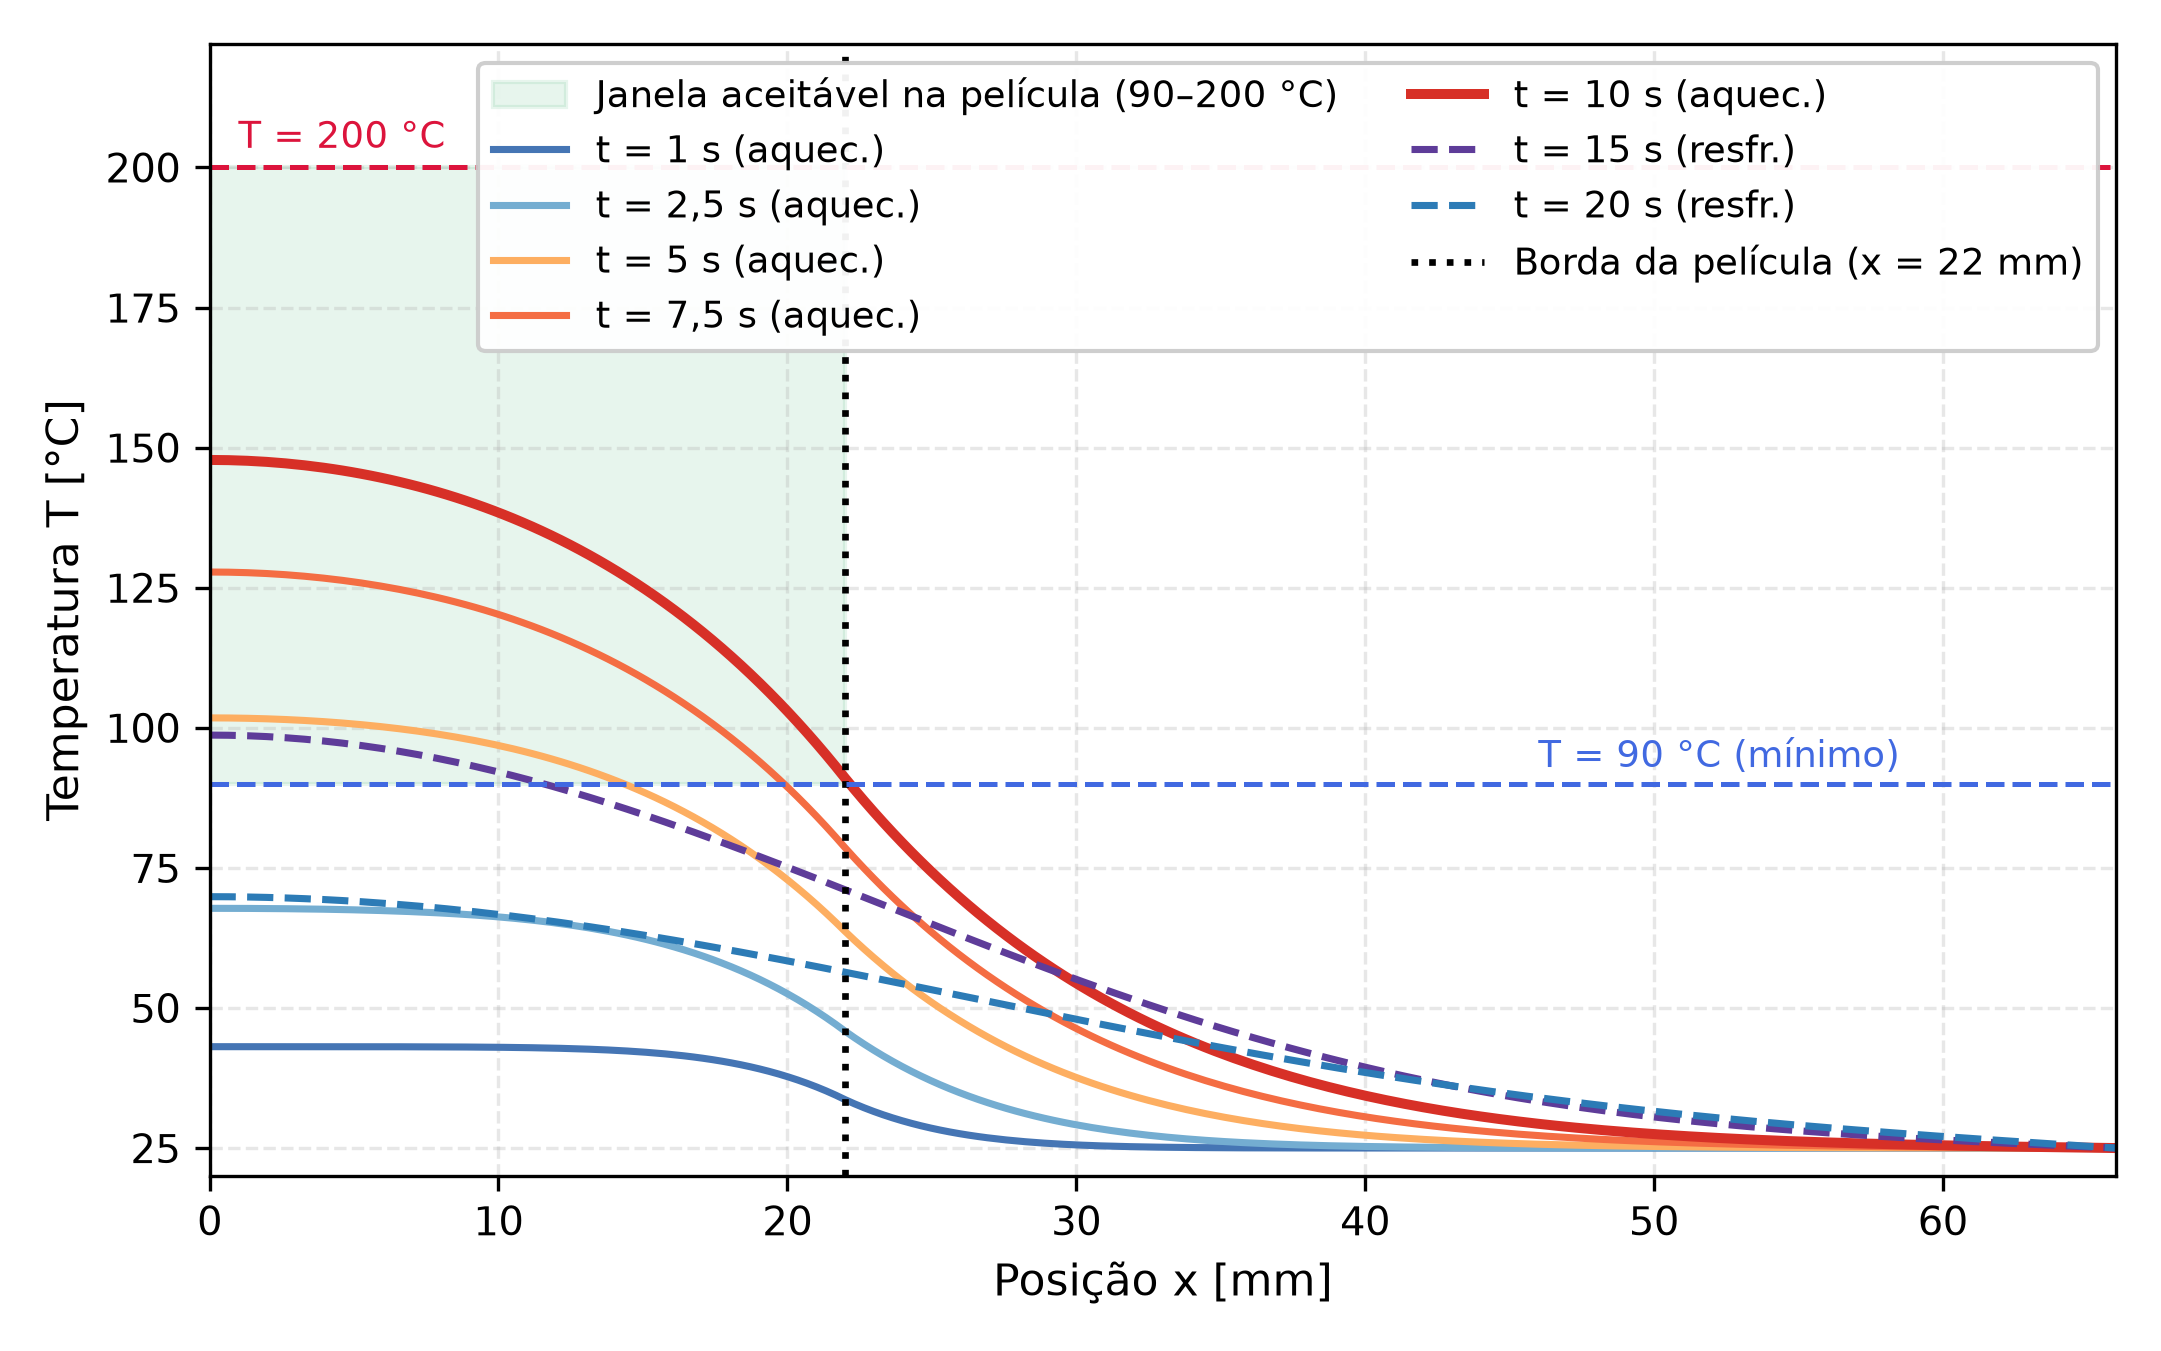 T = 200 °C
Janela aceitável na película (90–200 °C)
t = 1 s (aquec.)
t = 2,5 s (aquec.)
t = 5 s (aquec.)
t = 7,5 s (aquec.)
t = 10 s (aquec.)
t = 15 s (resfr.)
t = 20 s (resfr.)
Borda da película (x = 22 mm)
T = 90 °C (mínimo)
Temperatura T [°C]
200
175
150
125
100
75
50
25
0 10 20 30 40 50 60
Posição x [mm]